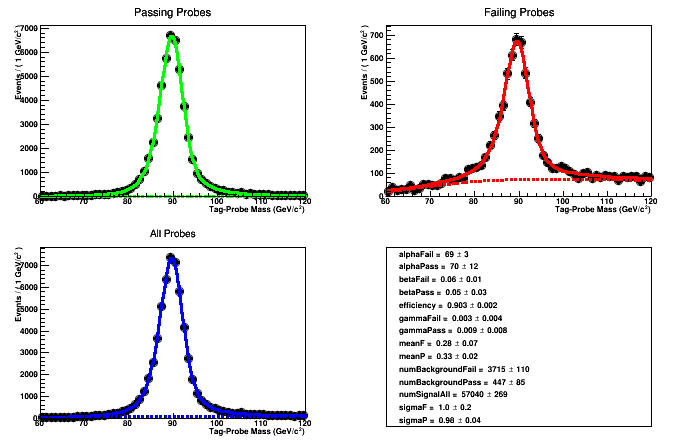 Passing Probes
Events / ( 1 GeV/c² )
7000
6000
5000
4000
3000
2000
1000
0
60 70 80 90 100 110 120
Tag-Probe Mass (GeV/c²)
Failing Probes
Events / ( 1 GeV/c² )
700
600
500
400
300
200
100
0
60 70 80 90 100 110 120
Tag-Probe Mass (GeV/c²)
All Probes
Events / ( 1 GeV/c² )
7000
6000
5000
4000
3000
2000
1000
0
60 70 80 90 100 110 120
Tag-Probe Mass (GeV/c²)
alphaFail = 69 ± 3
alphaPass = 70 ± 12
betaFail = 0.06 ± 0.01
betaPass = 0.05 ± 0.03
efficiency = 0.903 ± 0.002
gammaFail = 0.003 ± 0.004
gammaPass = 0.009 ± 0.008
meanF = 0.28 ± 0.07
meanP = 0.33 ± 0.02
numBackgroundFail = 3715 ± 110
numBackgroundPass = 447 ± 85
numSignalAll = 57040 ± 269
sigmaF = 1.0 ± 0.2
sigmaP = 0.98 ± 0.04